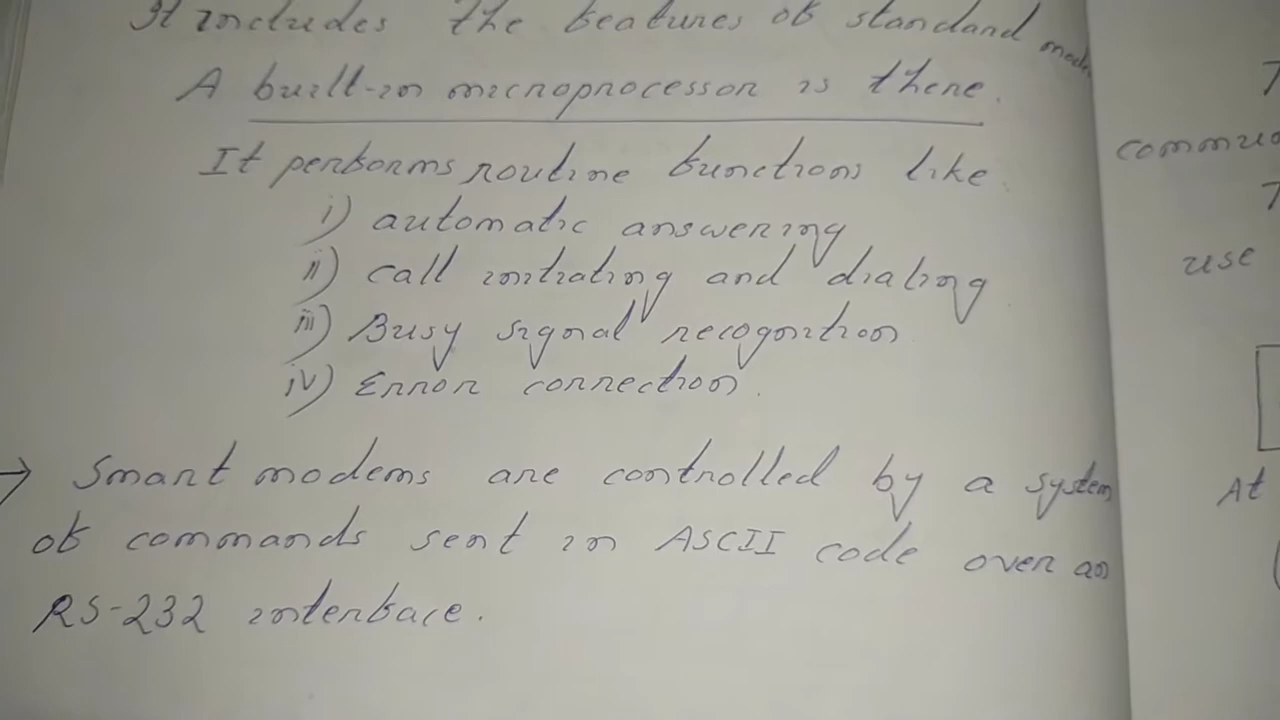 It includes the features of standard mode
A built-in microprocessor is there.
It performs routine functions like
i) automatic answering
ii) call initiating and dialing
iii) Busy signal recognition
iv) Error correction.
→ Smart modems are controlled by a system
of commands sent in ASCII code over an
RS-232 interface.
use
At